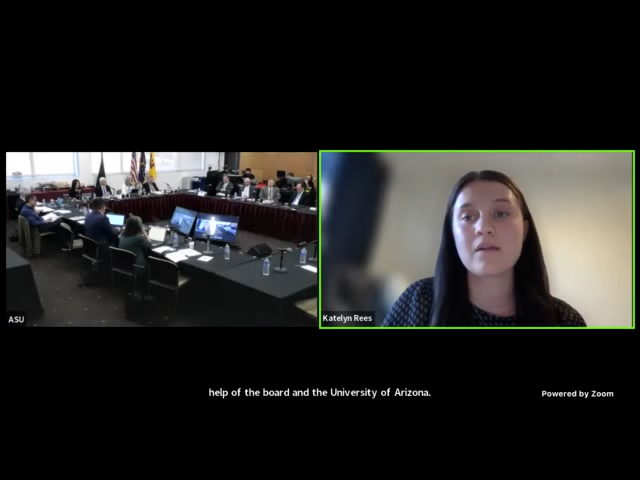 ASU
Katelyn Rees
help of the board and the University of Arizona.
Powered by Zoom